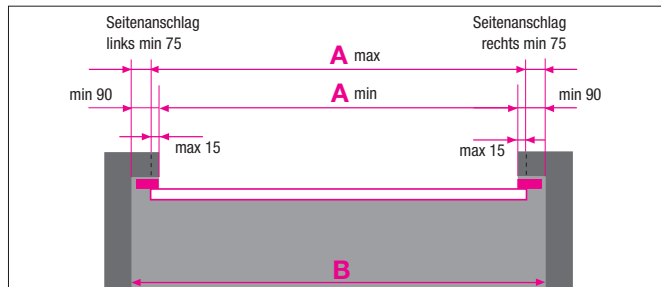 Seitenanschlag
links min 75
Seitenanschlag
rechts min 75
A max
min 90
A min
min 90
max 15
max 15
B